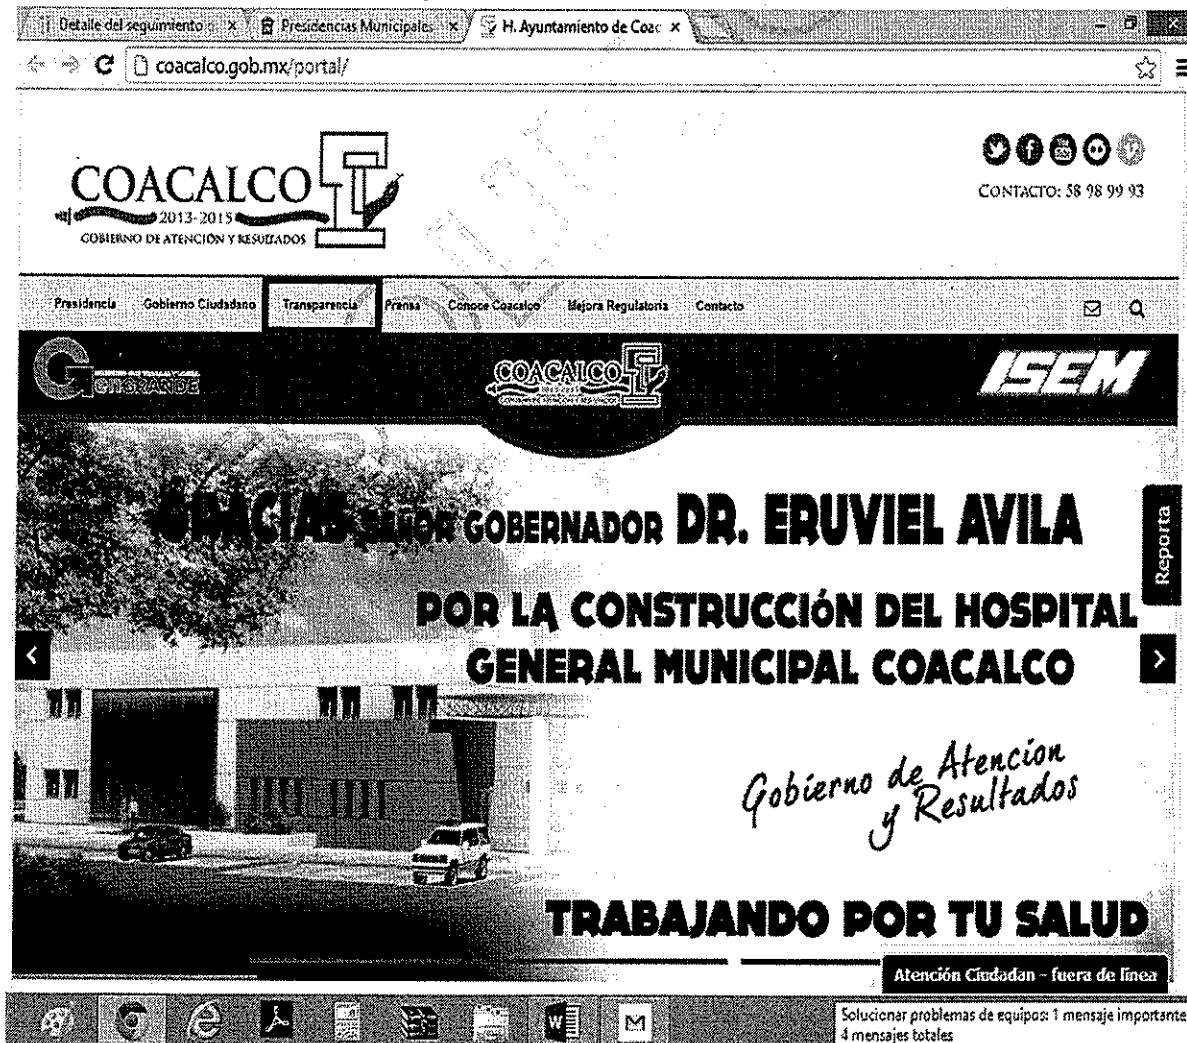 Detalle del seguimiento
Presidencias Municipales
H. Ayuntamiento de Coac
coacalco.gob.mx/portal/
COACALCO
2013-2015
GOBIERNO DE ATENCIÓN Y RESULTADOS
CONTACTO: 58 98 99 93
Presidencia Gobierno Ciudadano Transparencia Prensa Conoce Coacalco Mejora Regulatoria Contacto
GRANDE
COACALCO
ISEM
GRACIAS SEÑOR GOBERNADOR DR. ERUVIEL AVILA
Reporta
POR LA CONSTRUCCIÓN DEL HOSPITAL
GENERAL MUNICIPAL COACALCO
Gobierno de Atencion
y Resultados
TRABAJANDO POR TU SALUD
Atención Ciudadan - fuera de línea
Solucionar problemas de equipos: 1 mensaje importante
4 mensajes totales